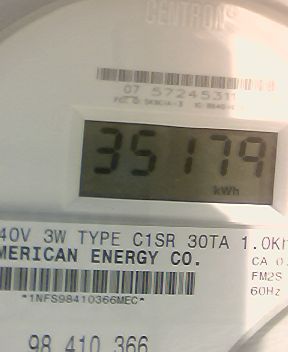 CENTRON
07 57245311
35179
kWh
40V 3W TYPE C1SR 30TA 1.0Kh
MERICAN ENERGY CO.
CA 0.
FM2S
*1NFS98410366MEC*
60Hz
98 410 366